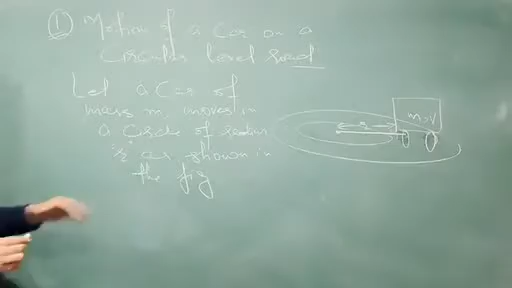 ① Motion of a Car on a
Circular level road
Let a Car of
mass m, moves in
a Circle of radius
"r" as shown in
the fig
r
m, v